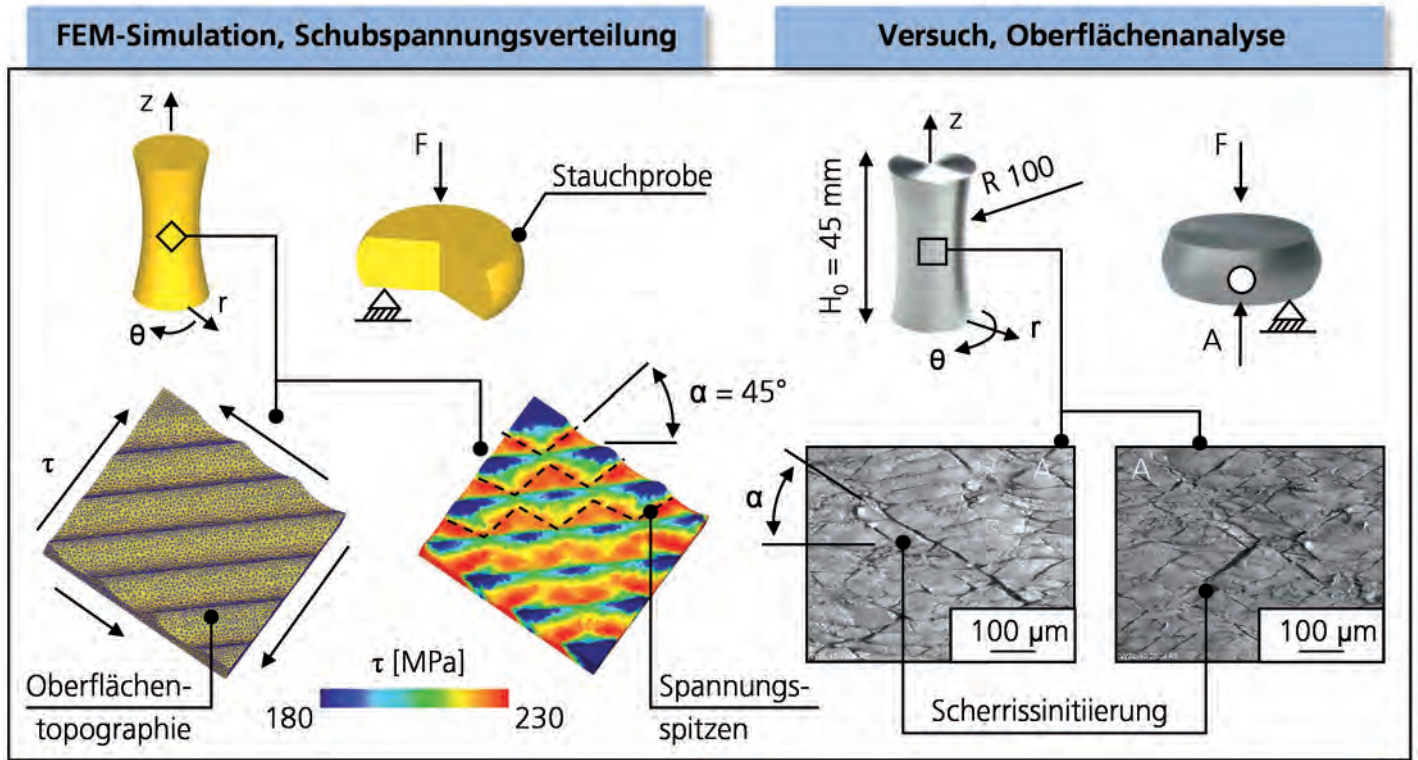 FEM-Simulation, Schubspannungsverteilung
Versuch, Oberflächenanalyse
z
F
Stauchprobe
r
θ
z
H₀ = 45 mm
R 100
F
r
θ
A
τ
α = 45°
α
A
A
100 µm
100 µm
τ [MPa]
180
230
Oberflächen-
topographie
Spannungs-
spitzen
Scherrissinitiierung